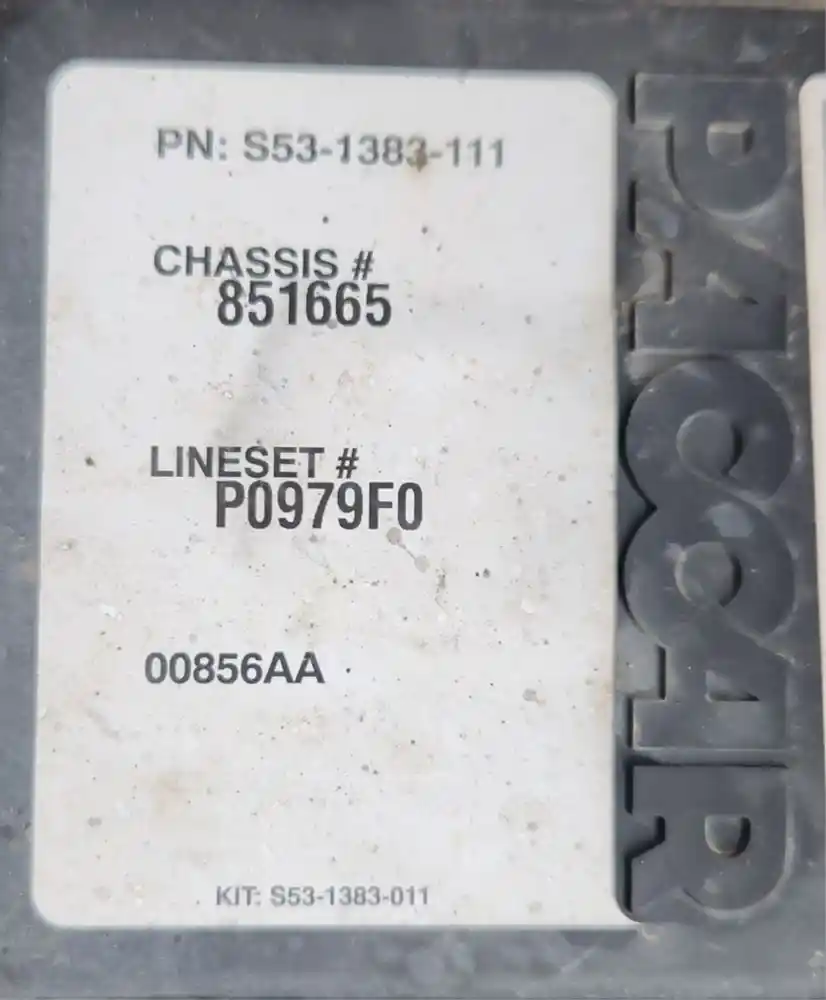 PN: S53-1383-111
CHASSIS #
851665
LINESET #
P0979F0
00856AA
KIT: S53-1383-011
PACCAR